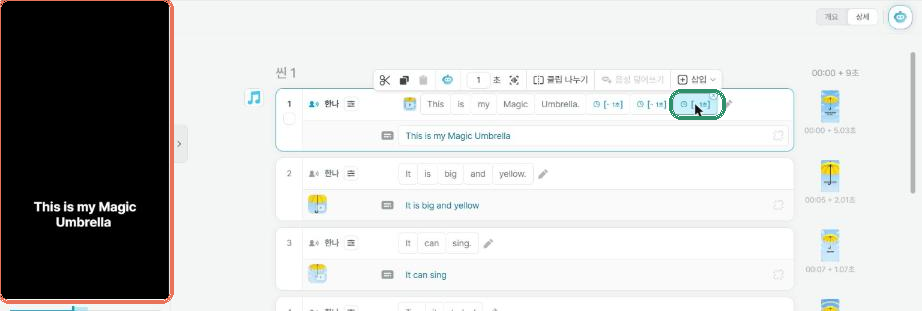 개요 상세
씬 1
1 초 클립 나누기 음성 덮어쓰기 삽입
00:00 + 9초
1 한나 This is my Magic Umbrella. [- 1초] [- 1초] [- 1초]
This is my Magic Umbrella
00:00 + 5.03초
2 한나 It is big and yellow.
It is big and yellow
00:05 + 2.01초
3 한나 It can sing.
It can sing
00:07 + 1.07초
This is my Magic
Umbrella